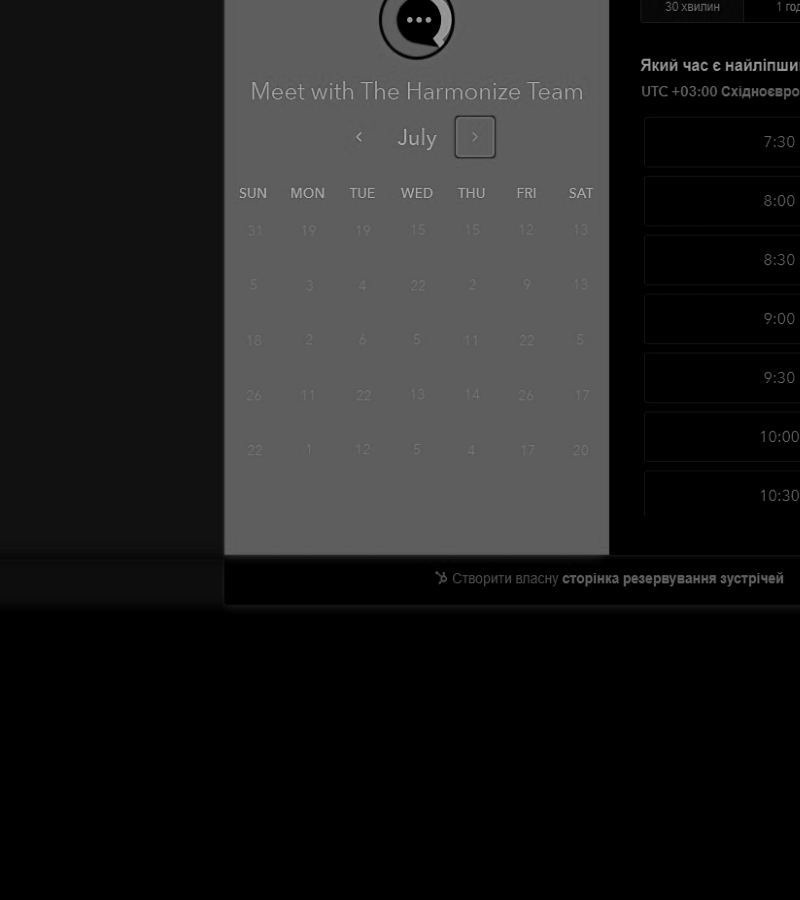 30 хвилин
1 год
Meet with The Harmonize Team
July
SUN MON TUE WED THU FRI SAT
31 19 19 15 15 12 13
5 3 4 22 2 9 13
18 2 6 5 11 22 5
26 11 22 13 14 26 17
22 1 12 5 4 17 20
Який час є найліпши
UTC +03:00 Східноєвро
7:30
8:00
8:30
9:00
9:30
10:00
10:30
Створити власну сторінка резервування зустрічей